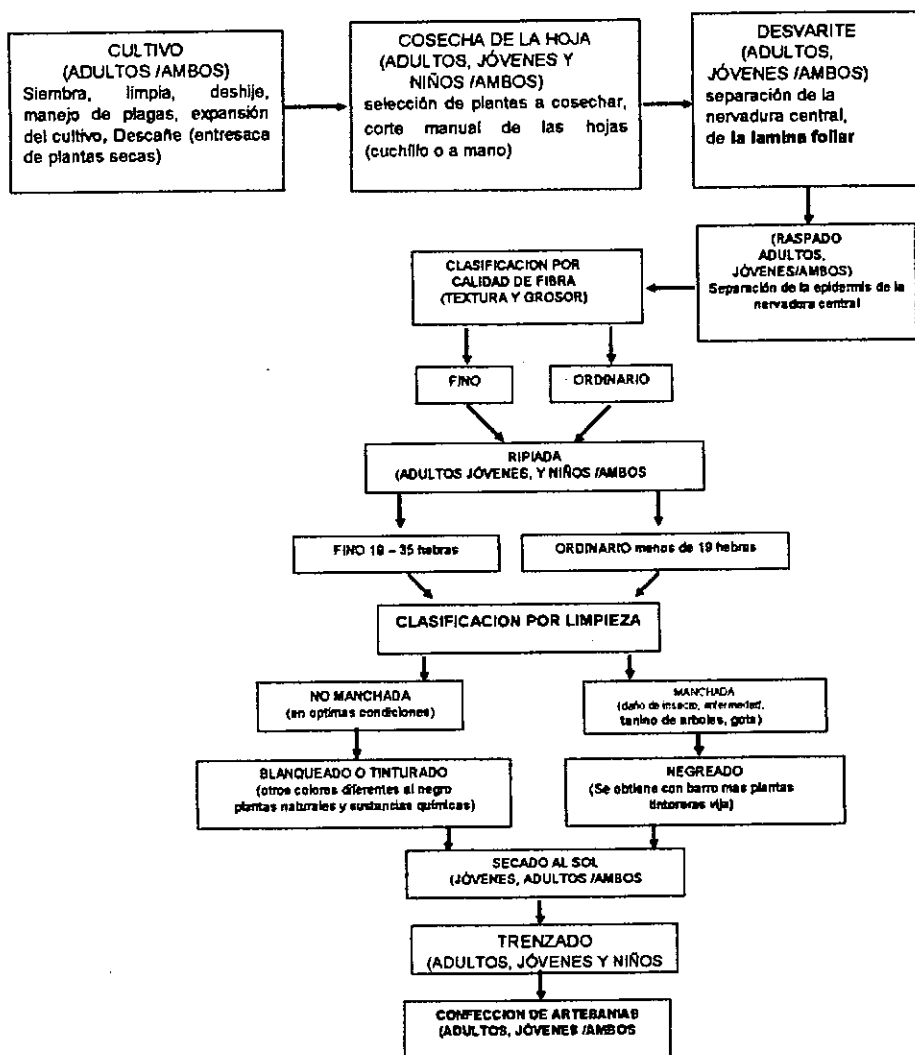 CULTIVO
(ADULTOS /AMBOS)
Siembra, limpia, deshije,
manejo de plagas, expansión
del cultivo, Descañe (entresaca
de plantas secas)
COSECHA DE LA HOJA
(ADULTOS, JÓVENES Y
NIÑOS /AMBOS)
selección de plantas a cosechar,
corte manual de las hojas
(cuchillo o a mano)
DESVARITE
(ADULTOS,
JÓVENES /AMBOS)
separación de la
nervadura central,
de la lamina foliar
(RASPADO
ADULTOS,
JÓVENES/AMBOS)
Separación de la epidermis de la
nervadura central
CLASIFICACION POR
CALIDAD DE FIBRA
(TEXTURA Y GROSOR)
FINO
ORDINARIO
RIPIADA
(ADULTOS JÓVENES, Y NIÑOS /AMBOS
FINO 19 – 35 hebras
ORDINARIO menos de 19 hebras
CLASIFICACION POR LIMPIEZA
NO MANCHADA
(en optimas condiciones)
MANCHADA
(daño de insecto, enfermedad,
tanino de arboles, gota)
BLANQUEADO O TINTURADO
(otros colores diferentes al negro
plantas naturales y sustancias químicas)
NEGREADO
(Se obtiene con barro mas plantas
tintoreras vija)
SECADO AL SOL
(JÓVENES, ADULTOS /AMBOS
TRENZADO
(ADULTOS, JÓVENES Y NIÑOS
CONFECCION DE ARTESANIAS
(ADULTOS, JÓVENES /AMBOS